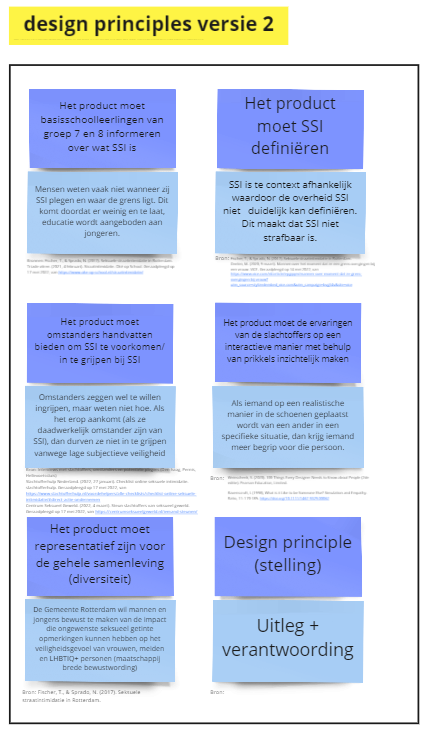 design principles versie 2
Het product moet
basisschoolleerlingen van
groep 7 en 8 informeren
over wat SSI is
Mensen weten vaak niet wanneer zij
SSI plegen en waar de grens ligt. Dit
komt doordat er weinig en te laat,
educatie wordt aangeboden aan
jongeren.
Het product
moet SSI
definiëren
SSI is te context afhankelijk
waardoor de overheid SSI
niet duidelijk kan definiëren.
Dit maakt dat SSI niet
strafbaar is.
Bron:
Het product moet
omstanders handvatten
bieden om SSI te voorkomen/
in te grijpen bij SSI
Omstanders zeggen wel te willen
ingrijpen, maar weten niet hoe. Als
het erop aankomt (als ze
daadwerkelijk omstander zijn van
SSI), dan durven ze niet in te grijpen
vanwege lage subjectieve veiligheid
Het product moet de ervaringen
van de slachtoffers op een
interactieve manier met behulp
van prikkels inzichtelijk maken
Als iemand op een realistische
manier in de schoenen geplaatst
wordt van een ander in een
specifieke situatie, dan krijg iemand
meer begrip voor die persoon.
Bron:
Het product moet
representatief zijn voor
de gehele samenleving
(diversiteit)
De Gemeente Rotterdam wil mannen en
jongens bewust te maken van de impact
die ongewenste seksueel getinte
opmerkingen kunnen hebben op het
veiligheidsgevoel van vrouwen, meiden
en LHBTIQ+ personen (maatschappij
brede bewustwording)
Bron: Fischer, T., & Sprado, N. (2017). Seksuele
straatintimidatie in Rotterdam.
Design principle
(stelling)
Uitleg +
verantwoording
Bron: